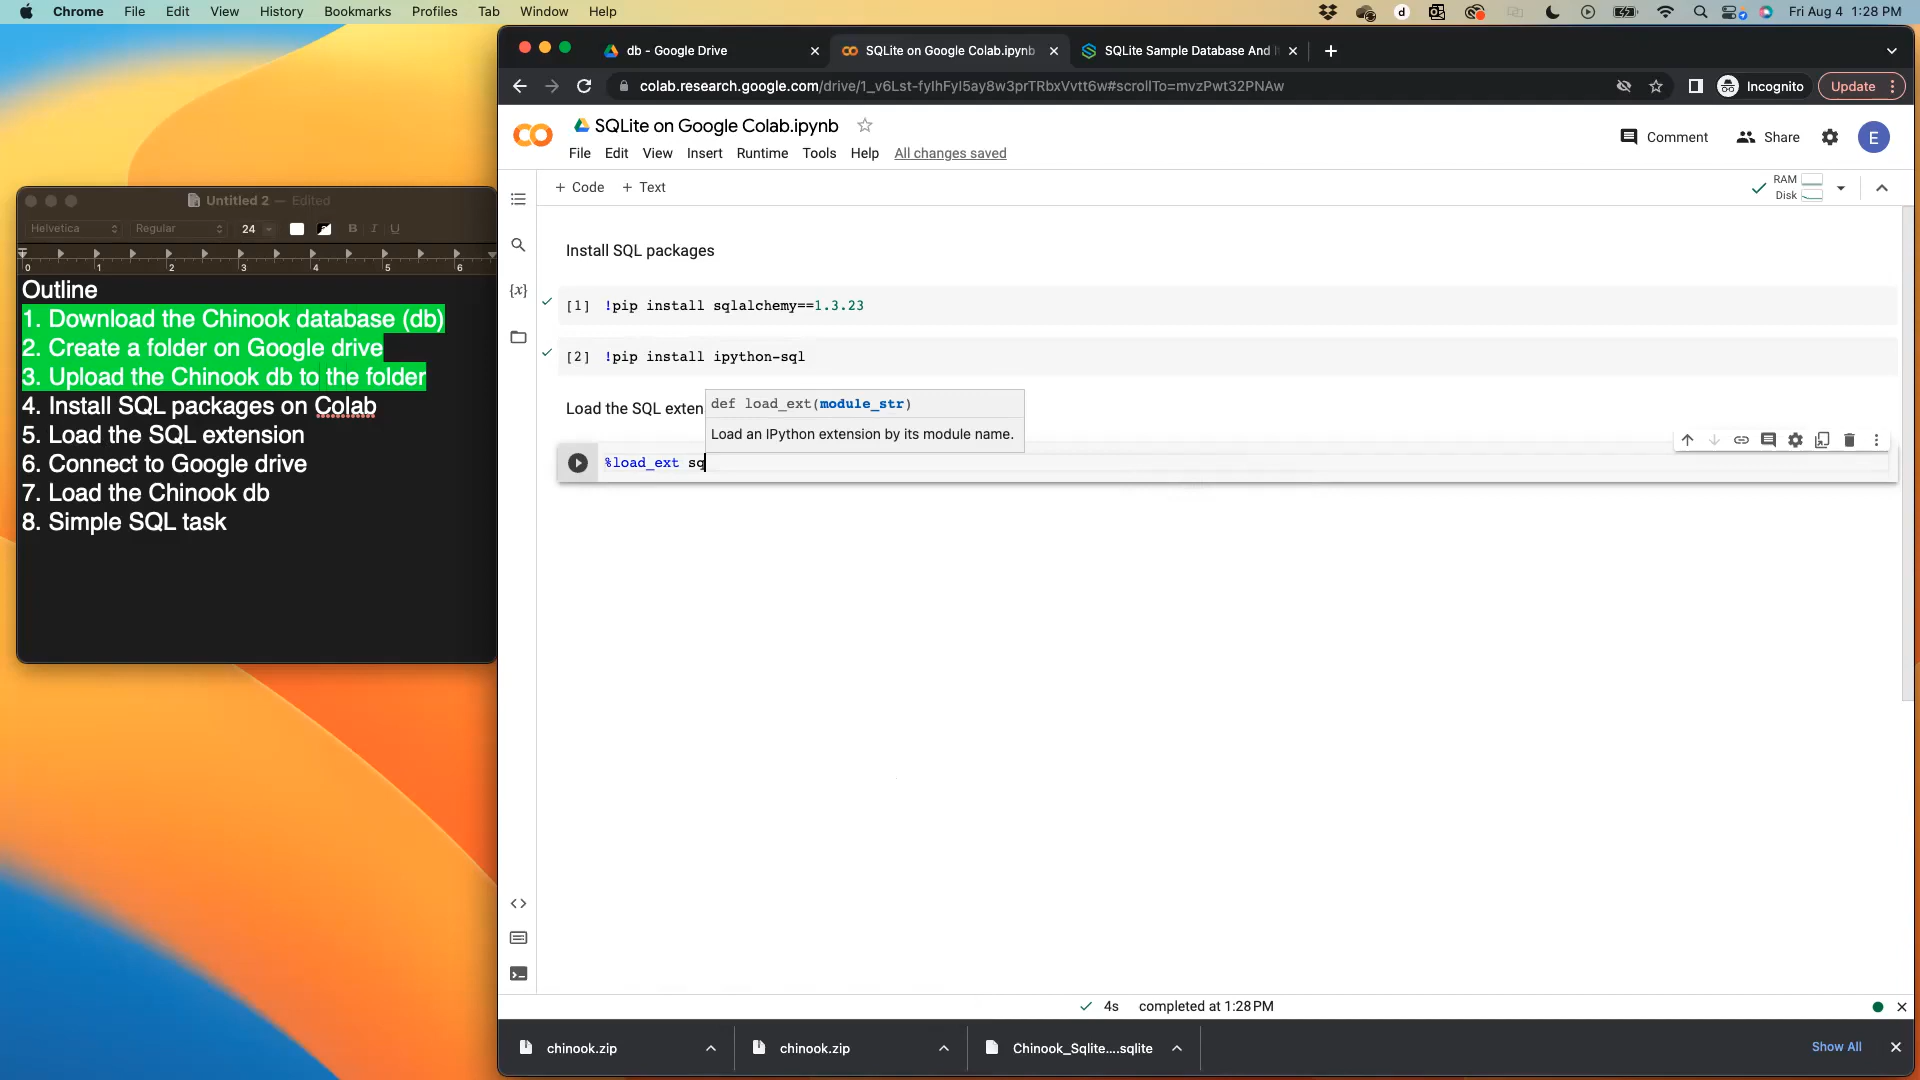 Chrome File Edit View History Bookmarks Profiles Tab Window Help
d
Fri Aug 4 1:28 PM
db - Google Drive
SQLite on Google Colab.ipynb
SQLite Sample Database And
colab.research.google.com/drive/1_v6Lst-fyIhFyI5ay8w3prTRbxVvtt6w#scrollTo=mvzPwt32PNAw
Incognito
Update
SQLite on Google Colab.ipynb
File Edit View Insert Runtime Tools Help All changes saved
Comment
Share
E
+ Code + Text
RAM
Disk
Untitled 2 — Edited
Helvetica Regular 24 B I U
0 1 2 3 4 5 6
Outline
1. Download the Chinook database (db)
2. Create a folder on Google drive
3. Upload the Chinook db to the folder
4. Install SQL packages on Colab
5. Load the SQL extension
6. Connect to Google drive
7. Load the Chinook db
8. Simple SQL task
{x}
Install SQL packages
[1] !pip install sqlalchemy==1.3.23
[2] !pip install ipython-sql
Load the SQL exten
def load_ext(module_str)
Load an IPython extension by its module name.
%load_ext sq
4s completed at 1:28 PM
chinook.zip
chinook.zip
Chinook_Sqlite....sqlite
Show All